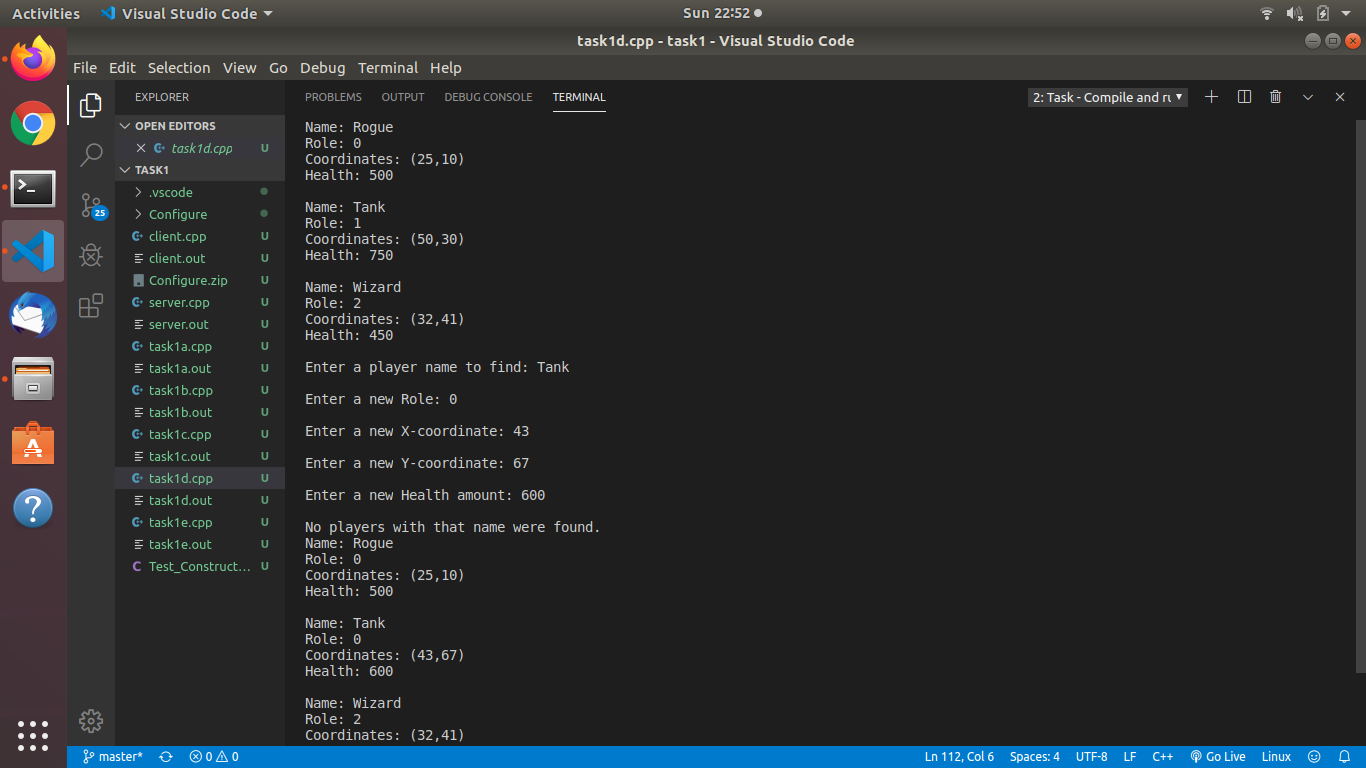 Activities Visual Studio Code Sun 22:52
task1d.cpp - task1 - Visual Studio Code
File Edit Selection View Go Debug Terminal Help
EXPLORER
OPEN EDITORS
task1d.cpp U
TASK1
.vscode
Configure
client.cpp U
client.out U
Configure.zip U
server.cpp U
server.out U
task1a.cpp U
task1a.out U
task1b.cpp U
task1b.out U
task1c.cpp U
task1c.out U
task1d.cpp U
task1d.out U
task1e.cpp U
task1e.out U
Test_Construct... U
25
PROBLEMS OUTPUT DEBUG CONSOLE TERMINAL 2: Task - Compile and ru
Name: Rogue
Role: 0
Coordinates: (25,10)
Health: 500
Name: Tank
Role: 1
Coordinates: (50,30)
Health: 750
Name: Wizard
Role: 2
Coordinates: (32,41)
Health: 450
Enter a player name to find: Tank
Enter a new Role: 0
Enter a new X-coordinate: 43
Enter a new Y-coordinate: 67
Enter a new Health amount: 600
No players with that name were found.
Name: Rogue
Role: 0
Coordinates: (25,10)
Health: 500
Name: Tank
Role: 0
Coordinates: (43,67)
Health: 600
Name: Wizard
Role: 2
Coordinates: (32,41)
master* 0 0 Ln 112, Col 6 Spaces: 4 UTF-8 LF C++ Go Live Linux